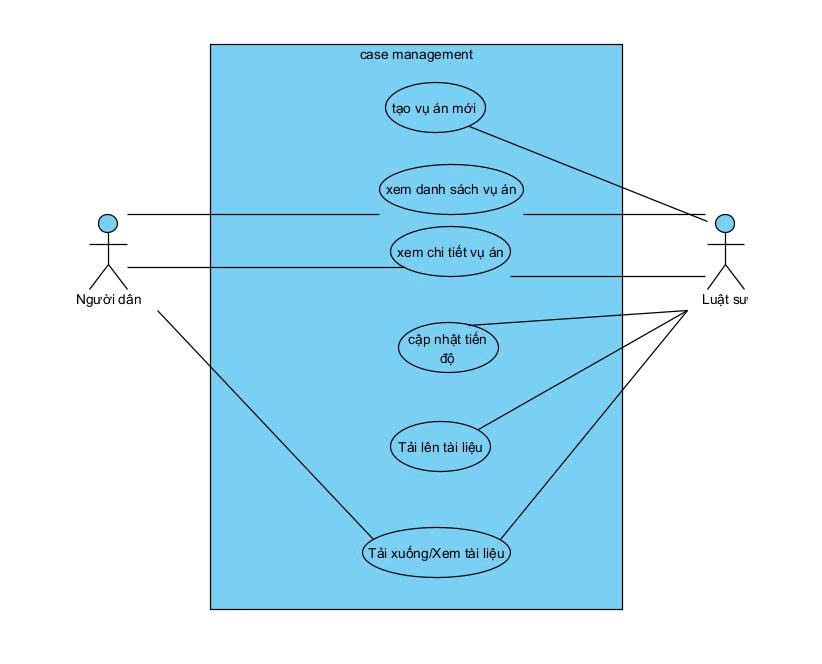 case management
tạo vụ án mới
xem danh sách vụ án
xem chi tiết vụ án
Người dân
Luật sư
cập nhật tiến
độ
Tải lên tài liệu
Tải xuống/Xem tài liệu